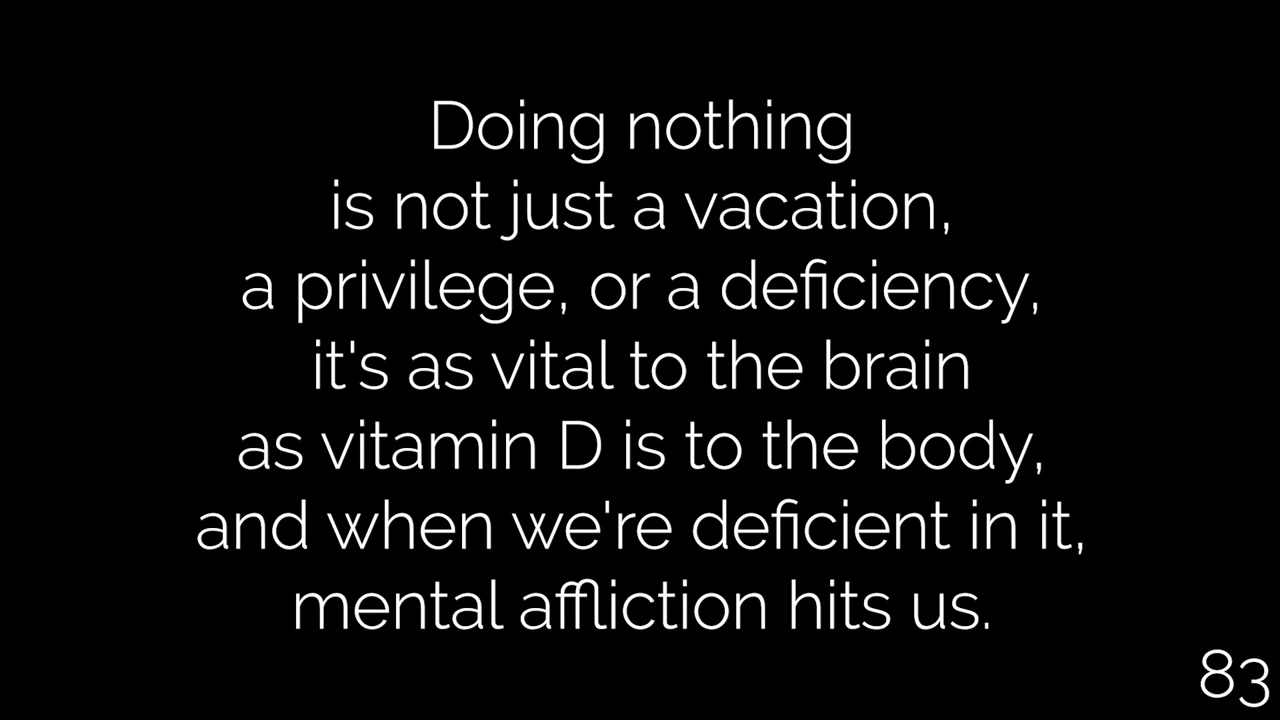 Doing nothing
is not just a vacation,
a privilege, or a deficiency,
it's as vital to the brain
as vitamin D is to the body,
and when we're deficient in it,
mental affliction hits us.
83